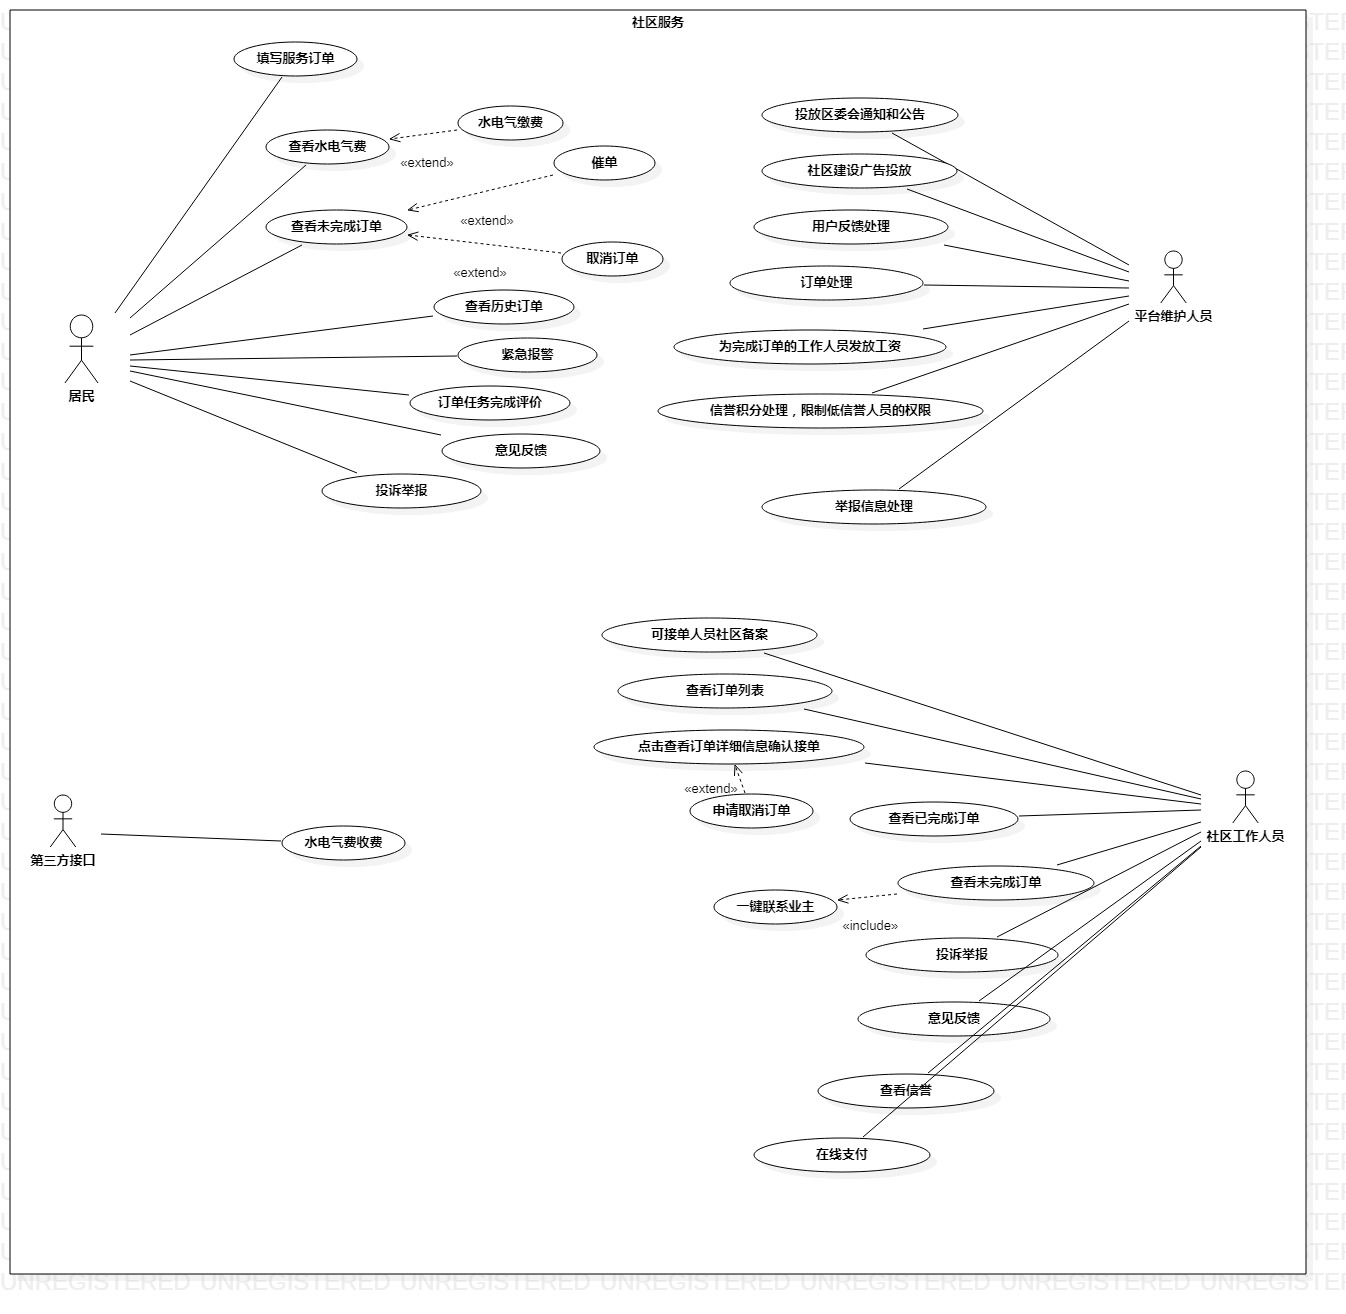 社区服务
填写服务订单
水电气缴费
查看水电气费
«extend»
催单
查看未完成订单
«extend»
取消订单
«extend»
查看历史订单
紧急报警
订单任务完成评价
意见反馈
投诉举报
居民
投放区委会通知和公告
社区建设广告投放
用户反馈处理
订单处理
为完成订单的工作人员发放工资
信誉积分处理，限制低信誉人员的权限
举报信息处理
平台维护人员
可接单人员社区备案
查看订单列表
点击查看订单详细信息确认接单
«extend»
申请取消订单
查看已完成订单
社区工作人员
第三方接口
水电气费收费
查看未完成订单
一键联系业主
«include»
投诉举报
意见反馈
查看信誉
在线支付
UNREGISTERED UNREGISTERED UNREGISTERED UNREGISTERED UNREGISTERED UNREGISTERED UNREGIS